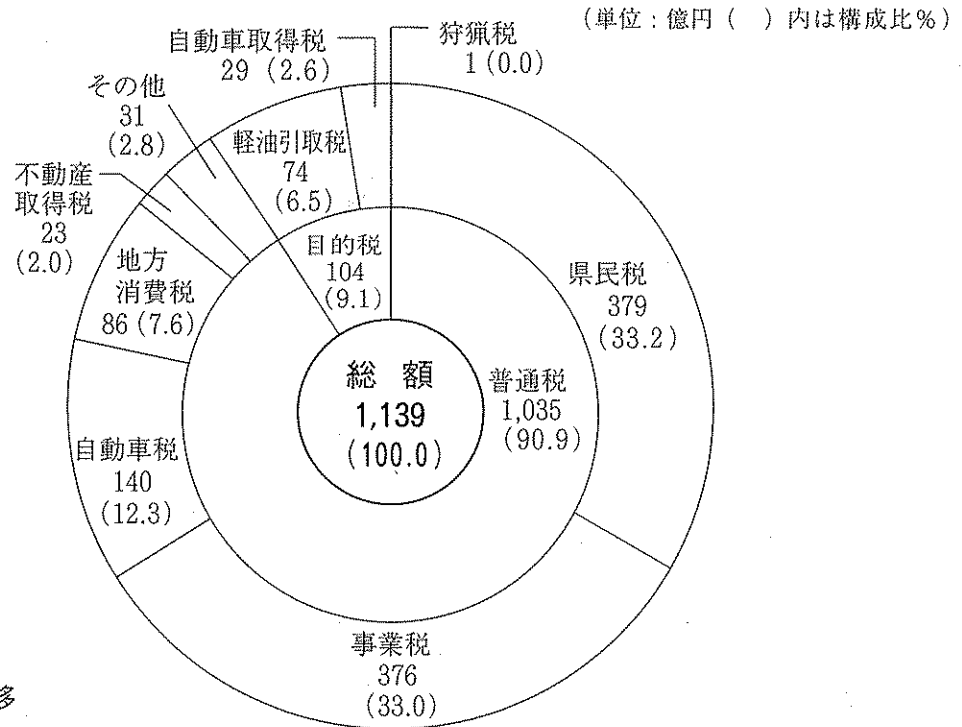 (単位:億円 ( ) 内は構成比%)
狩猟税
1 (0.0)
自動車取得税
29 (2.6)
その他
31
(2.8)
軽油引取税
74
(6.5)
不動産
取得税
23
(2.0)
目的税
104
(9.1)
地方
消費税
86 (7.6)
県民税
379
(33.2)
総 額
1,139
(100.0)
普通税
1,035
(90.9)
自動車税
140
(12.3)
事業税
376
(33.0)
多